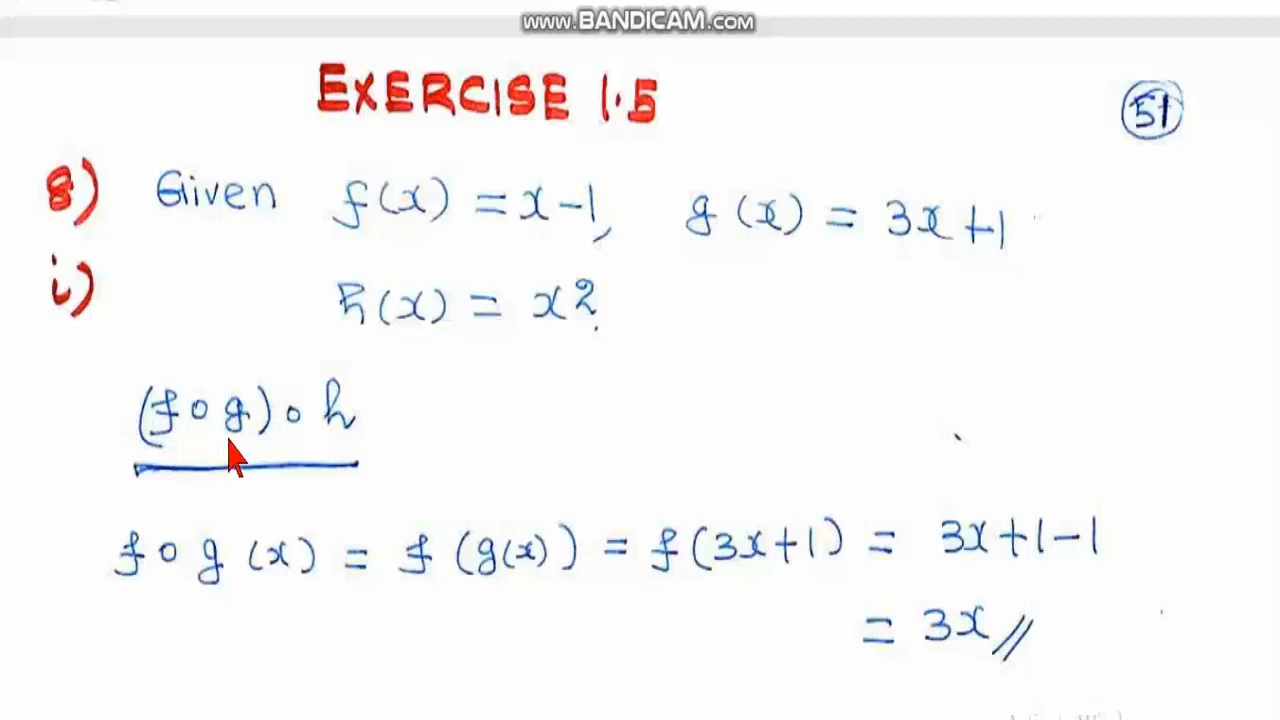 www.BANDICAM.com
EXERCISE 1.5
51
8) Given f(x) = x-1, g(x) = 3x+1
i) h(x) = x2.
(f o g) o h
f o g (x) = f (g(x)) = f(3x+1) = 3x+1-1
= 3x //